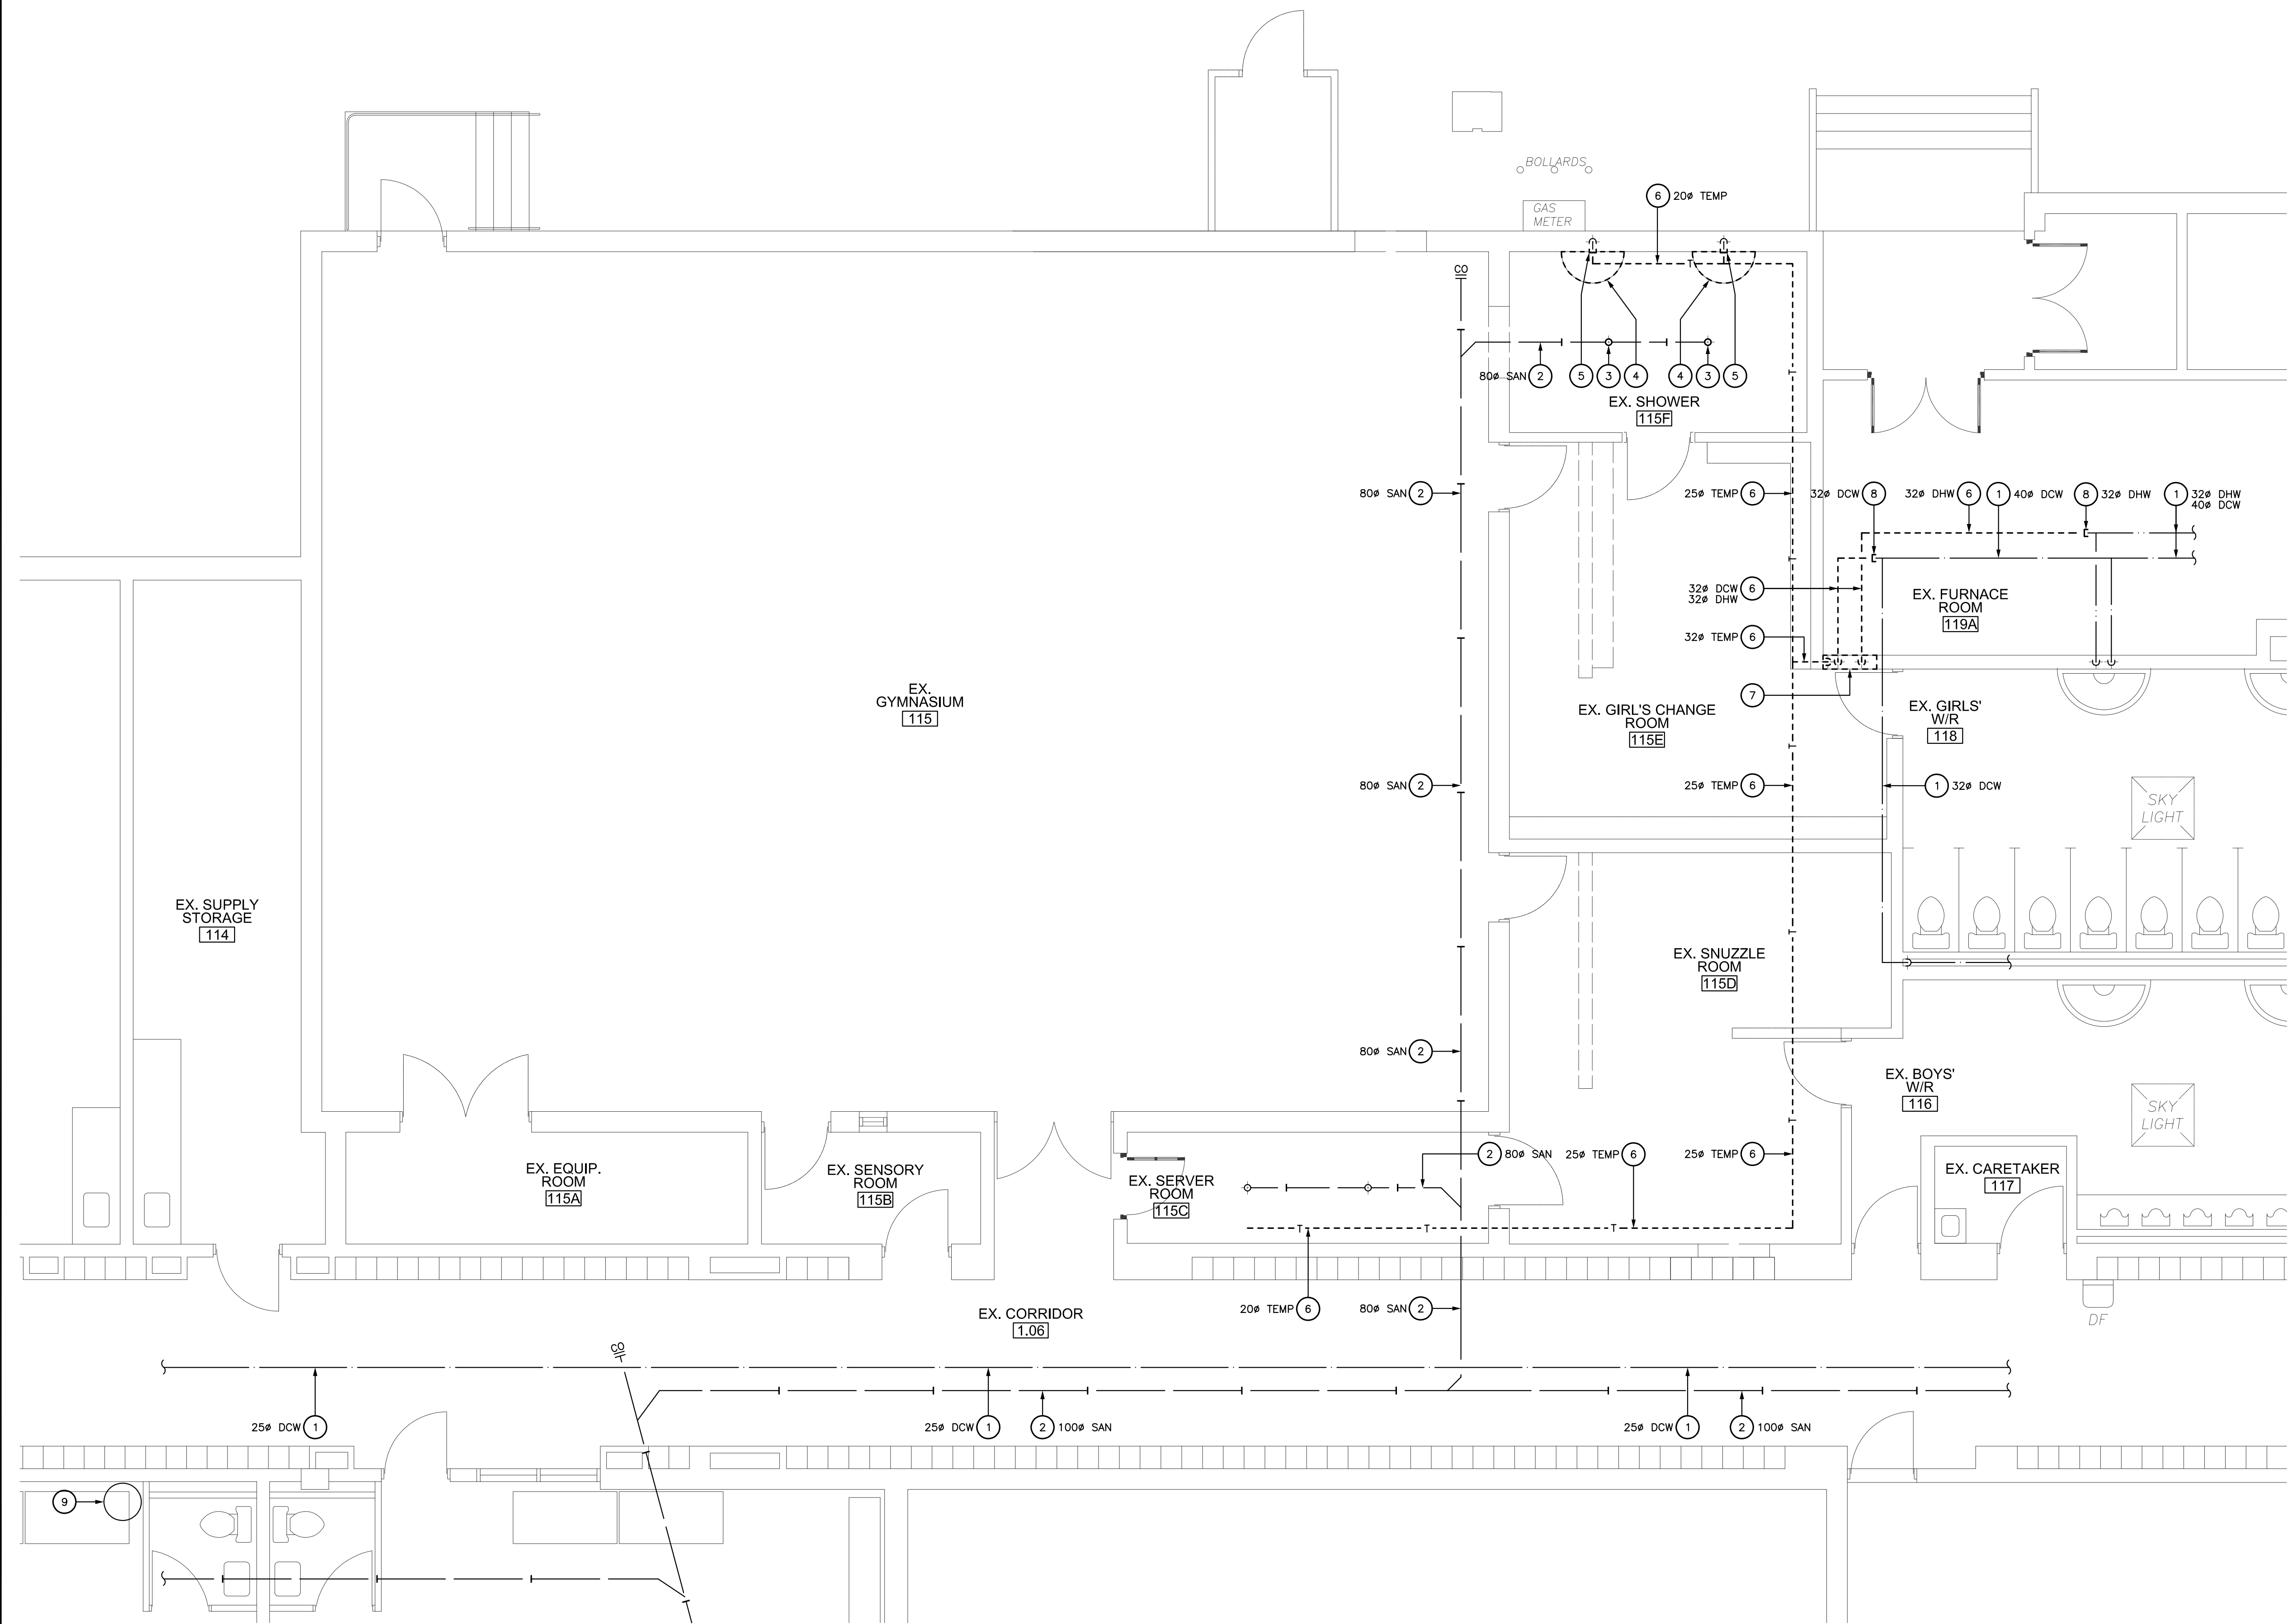 BOLLARDS
GAS
METER
6 20ø TEMP
CO
80ø SAN 2
5
3
4
4
3
5
EX. SHOWER
115F
80ø SAN 2
25ø TEMP 6
32ø DCW 8
32ø DHW 6
1 40ø DCW
8 32ø DHW
1 32ø DHW
40ø DCW
32ø DCW 6
32ø DHW
EX. FURNACE
ROOM
119A
32ø TEMP 6
7
EX.
GYMNASIUM
115
EX. GIRL'S CHANGE
ROOM
115E
EX. GIRLS'
W/R
118
80ø SAN 2
25ø TEMP 6
1 32ø DCW
SKY
LIGHT
EX. SUPPLY
STORAGE
114
EX. SNUZZLE
ROOM
115D
80ø SAN 2
EX. BOYS'
W/R
116
SKY
LIGHT
2 80ø SAN
25ø TEMP 6
25ø TEMP 6
EX. EQUIP.
ROOM
115A
EX. SENSORY
ROOM
115B
EX. SERVER
ROOM
115C
EX. CARETAKER
117
T
T
T
T
20ø TEMP 6
80ø SAN 2
EX. CORRIDOR
1.06
DF
CO
25ø DCW 1
25ø DCW 1
2 100ø SAN
25ø DCW 1
2 100ø SAN
9